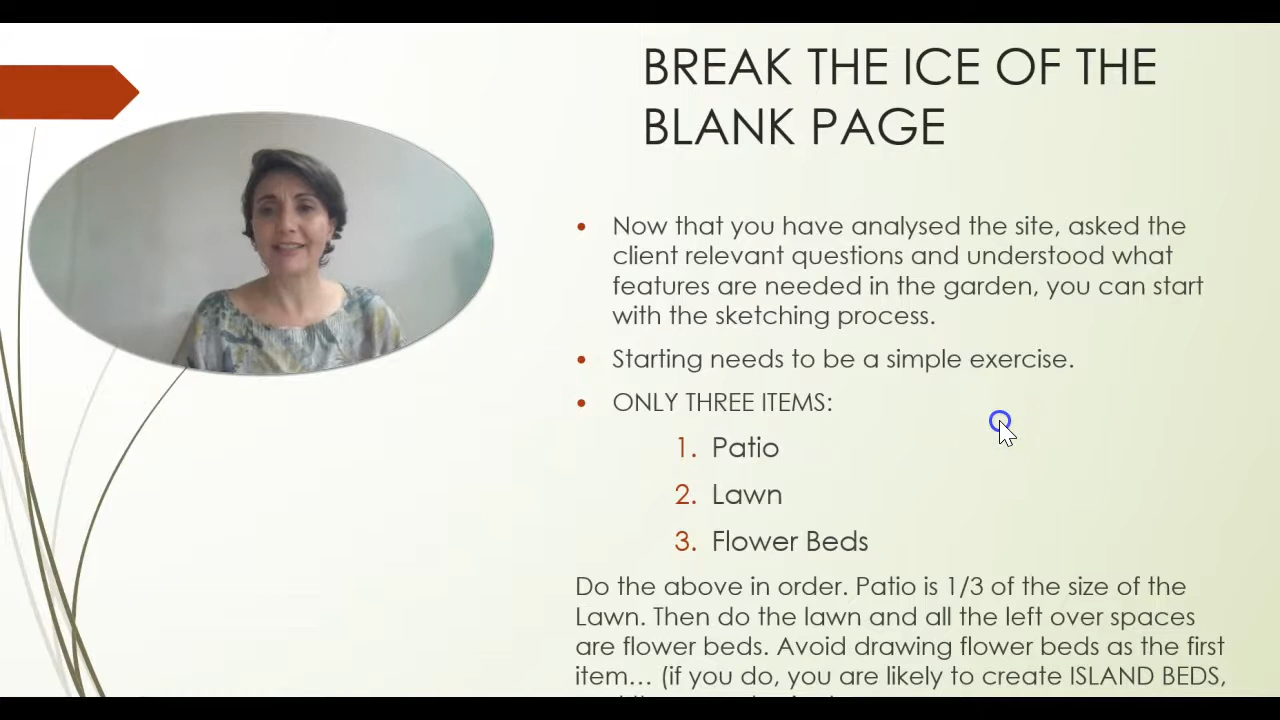 BREAK THE ICE OF THE
BLANK PAGE
• Now that you have analysed the site, asked the
client relevant questions and understood what
features are needed in the garden, you can start
with the sketching process.
• Starting needs to be a simple exercise.
• ONLY THREE ITEMS:
1. Patio
2. Lawn
3. Flower Beds
Do the above in order. Patio is 1/3 of the size of the
Lawn. Then do the lawn and all the left over spaces
are flower beds. Avoid drawing flower beds as the first
item… (if you do, you are likely to create ISLAND BEDS,